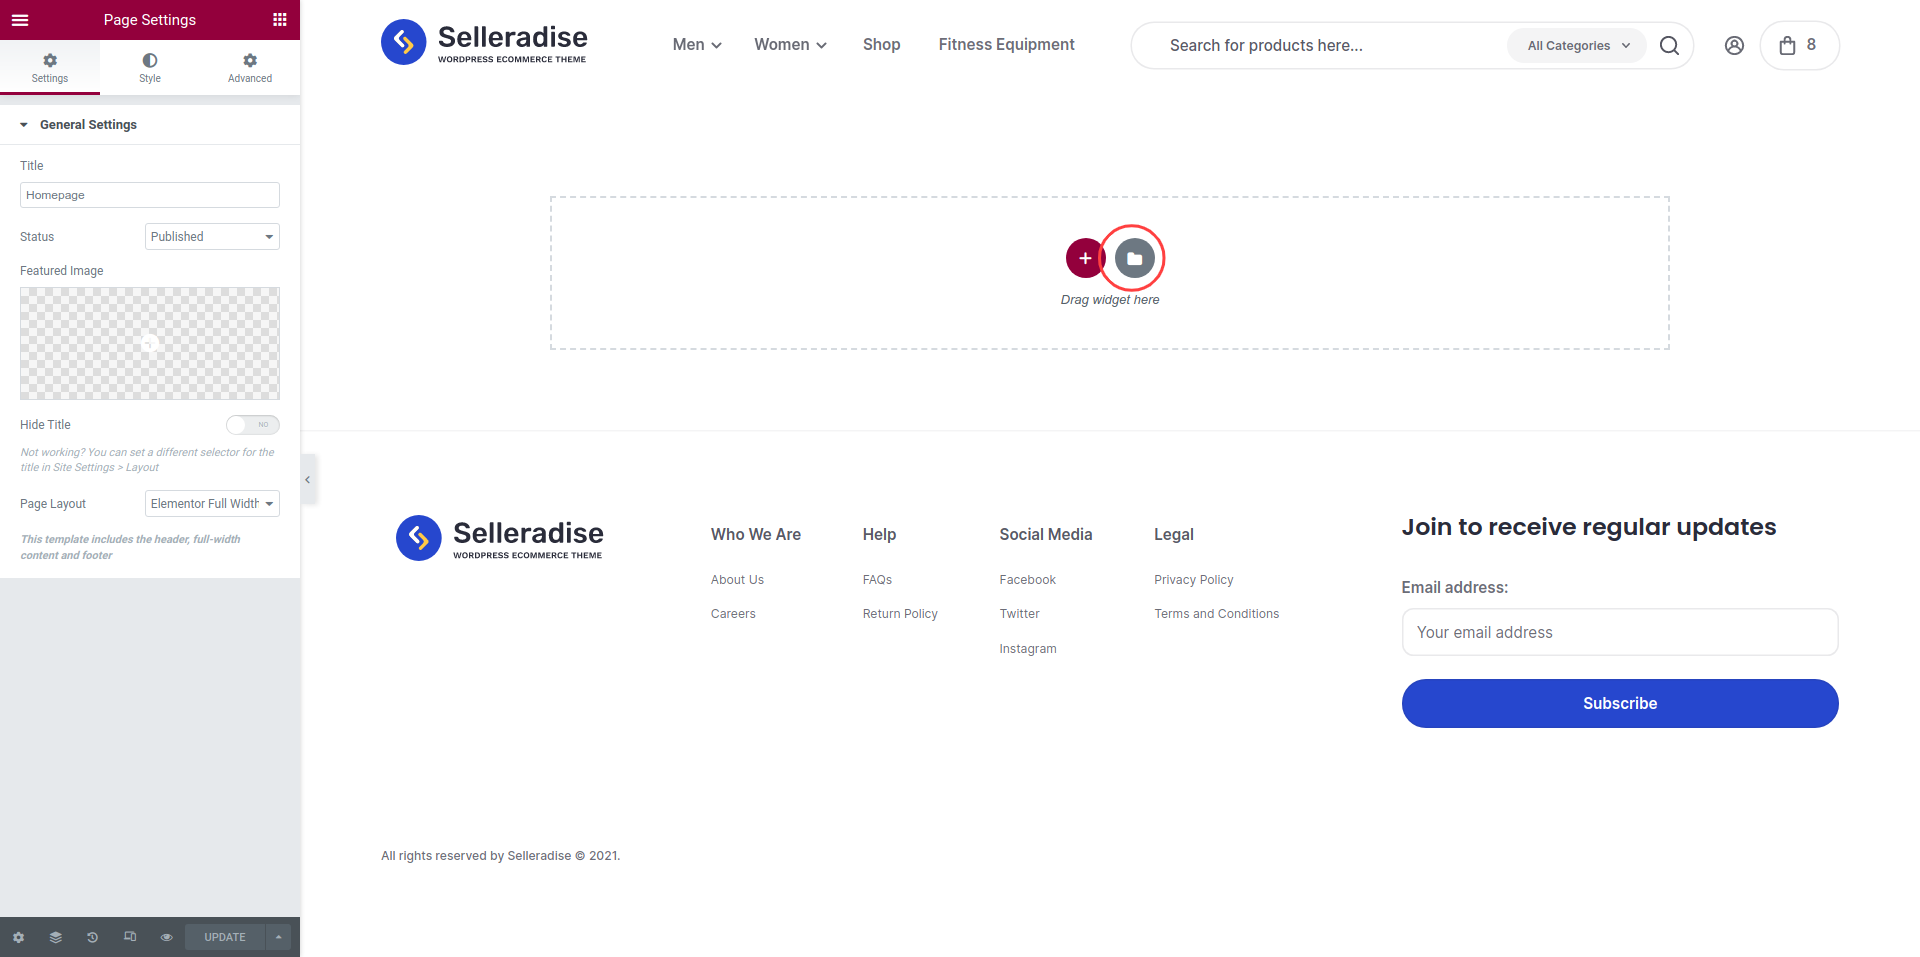 Page Settings
Settings
Style
Advanced
General Settings
Title
Homepage
Status
Published
Featured Image
Hide Title
NO
Not working? You can set a different selector for the
title in Site Settings > Layout
Page Layout
Elementor Full Width
This template includes the header, full-width
content and footer
UPDATE
Selleradise
WORDPRESS ECOMMERCE THEME
Men
Women
Shop
Fitness Equipment
Search for products here...
All Categories
8
Drag widget here
Selleradise
WORDPRESS ECOMMERCE THEME
Who We Are
About Us
Careers
Help
FAQs
Return Policy
Social Media
Facebook
Twitter
Instagram
Legal
Privacy Policy
Terms and Conditions
Join to receive regular updates
Email address:
Your email address
Subscribe
All rights reserved by Selleradise © 2021.